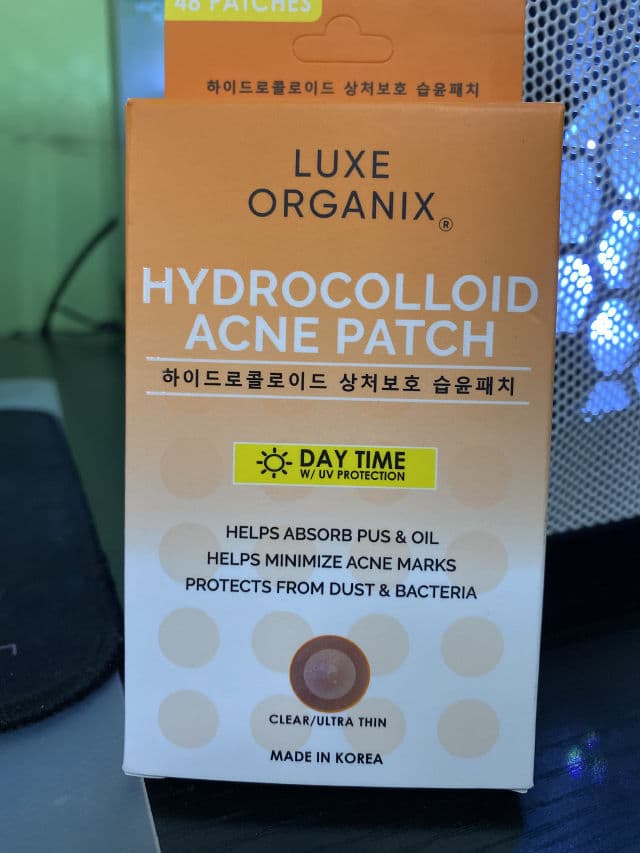 48 PATCHES
하이드로콜로이드 상처보호 습윤패치
LUXE
ORGANIX®
HYDROCOLLOID
ACNE PATCH
하이드로콜로이드 상처보호 습윤패치
DAY TIME
W/ UV PROTECTION
HELPS ABSORB PUS & OIL
HELPS MINIMIZE ACNE MARKS
PROTECTS FROM DUST & BACTERIA
CLEAR/ULTRA THIN
MADE IN KOREA